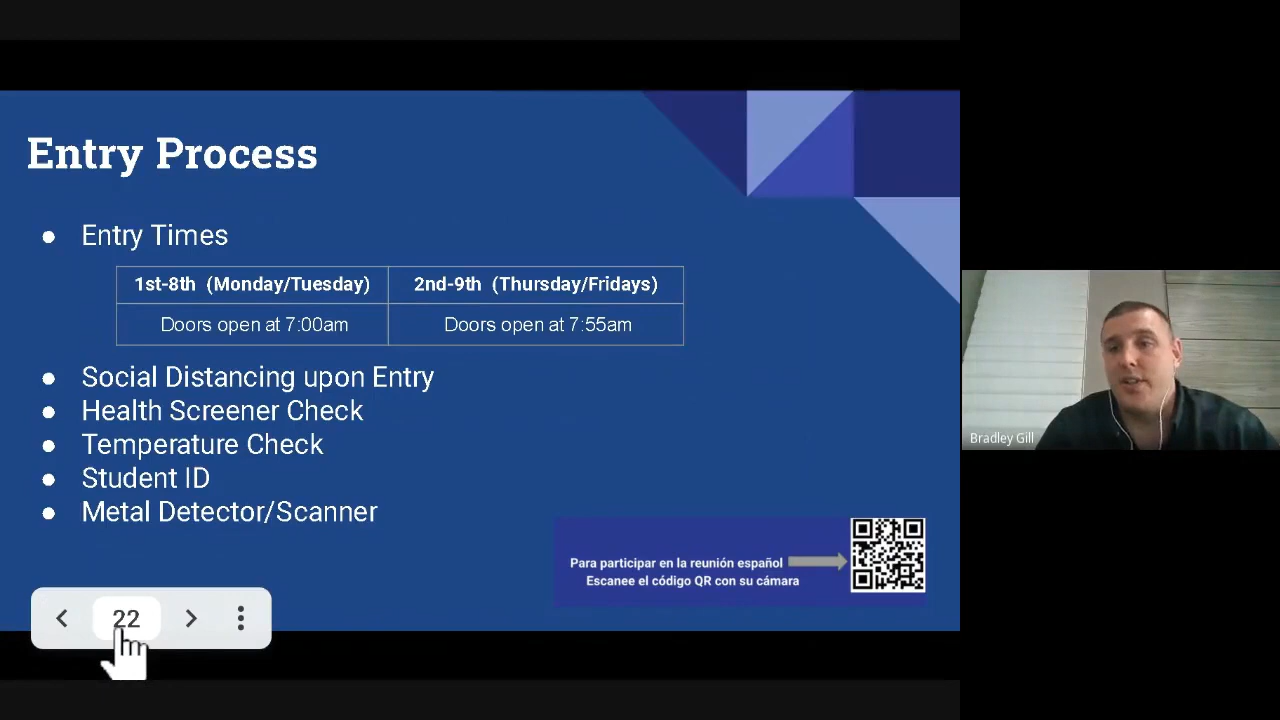 Entry Process
● Entry Times
1st-8th (Monday/Tuesday) 2nd-9th (Thursday/Fridays)
Doors open at 7:00am Doors open at 7:55am
● Social Distancing upon Entry
● Health Screener Check
● Temperature Check
● Student ID
● Metal Detector/Scanner
Para participar en la reunión español
Escanee el código QR con su cámara
22
Bradley Gill